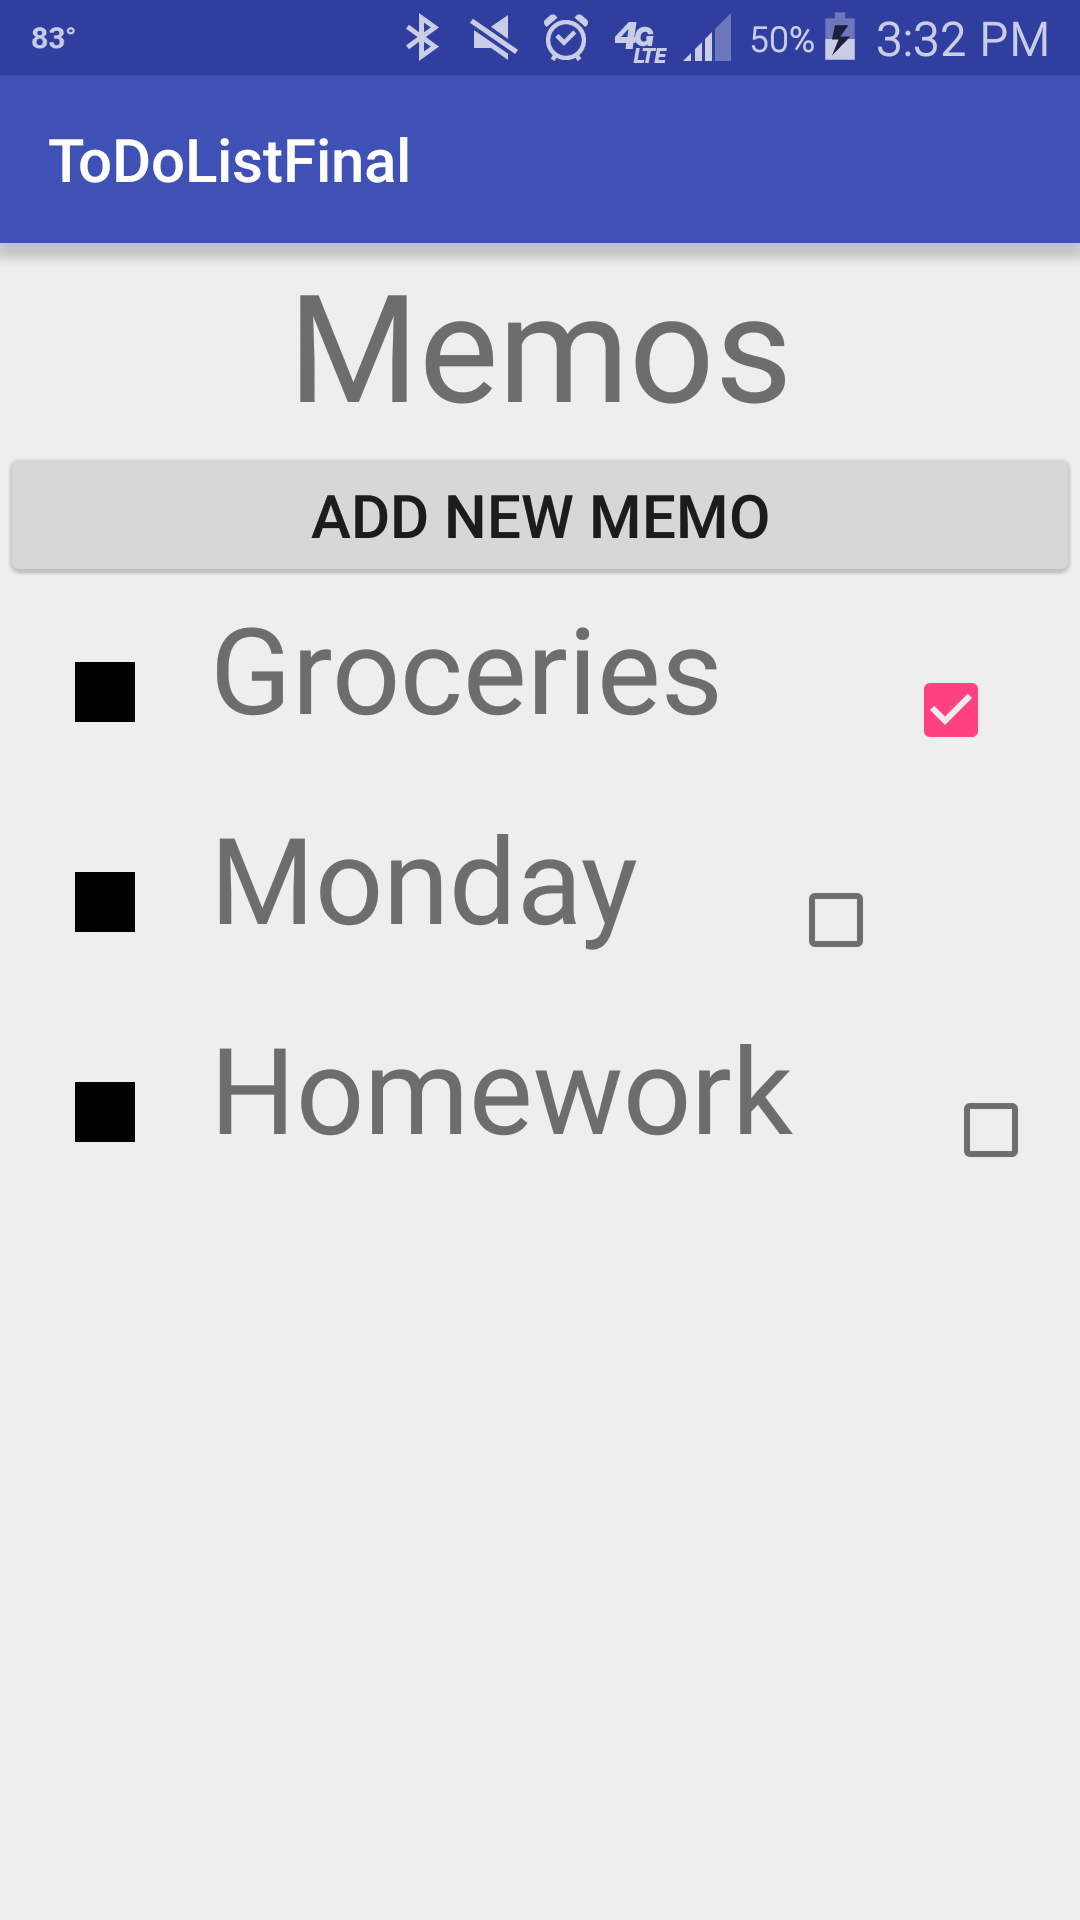 83° 4G LTE 50% 3:32 PM
ToDoListFinal
Memos
ADD NEW MEMO
Groceries
Monday
Homework